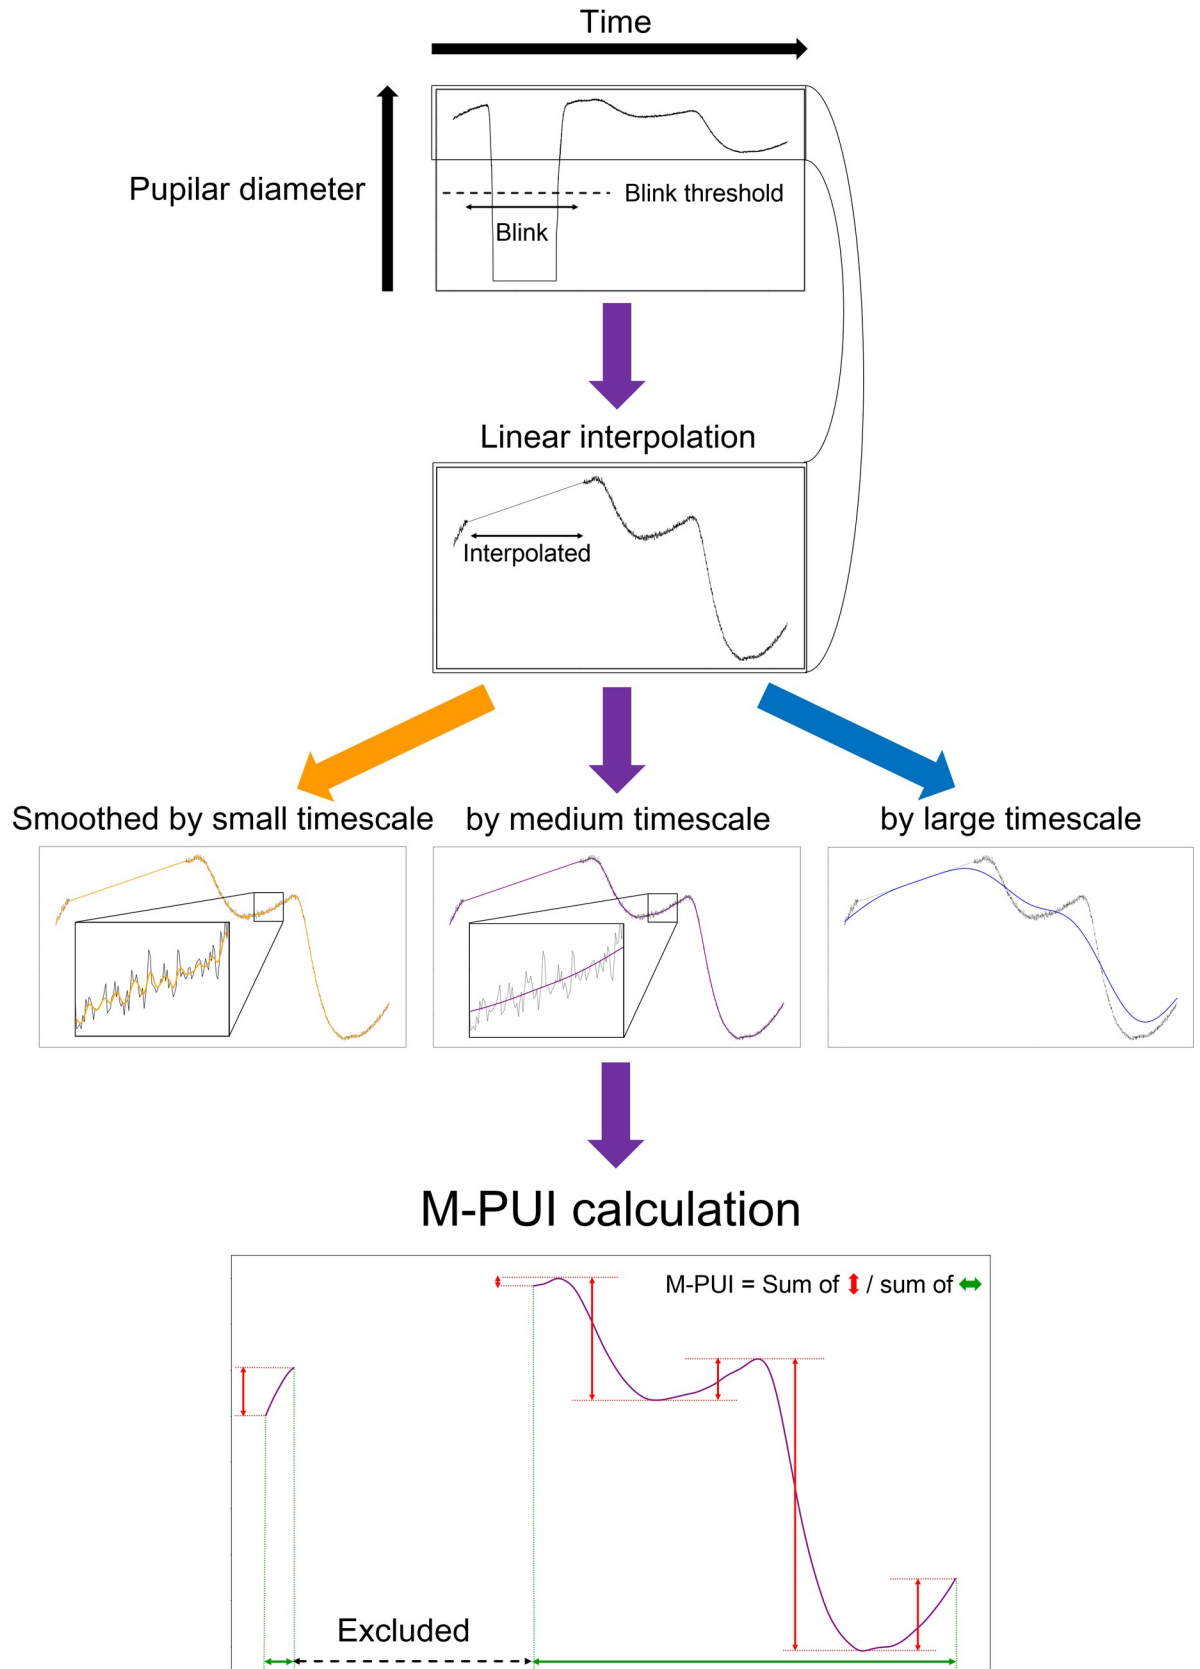 Time
Pupilar diameter
Blink threshold
Blink
Linear interpolation
Interpolated
Smoothed by small timescale
by medium timescale
by large timescale
M-PUI calculation
M-PUI = Sum of / sum of
Excluded